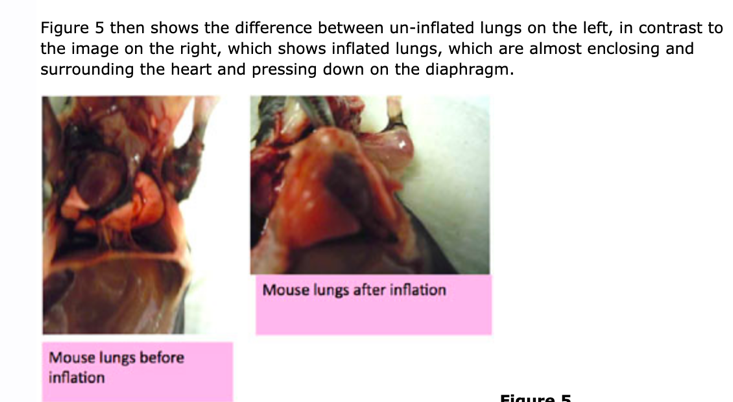 Figure 5 then shows the difference between un-inflated lungs on the left, in contrast to
the image on the right, which shows inflated lungs, which are almost enclosing and
surrounding the heart and pressing down on the diaphragm.
Mouse lungs after inflation
Mouse lungs before
inflation
Figure 5